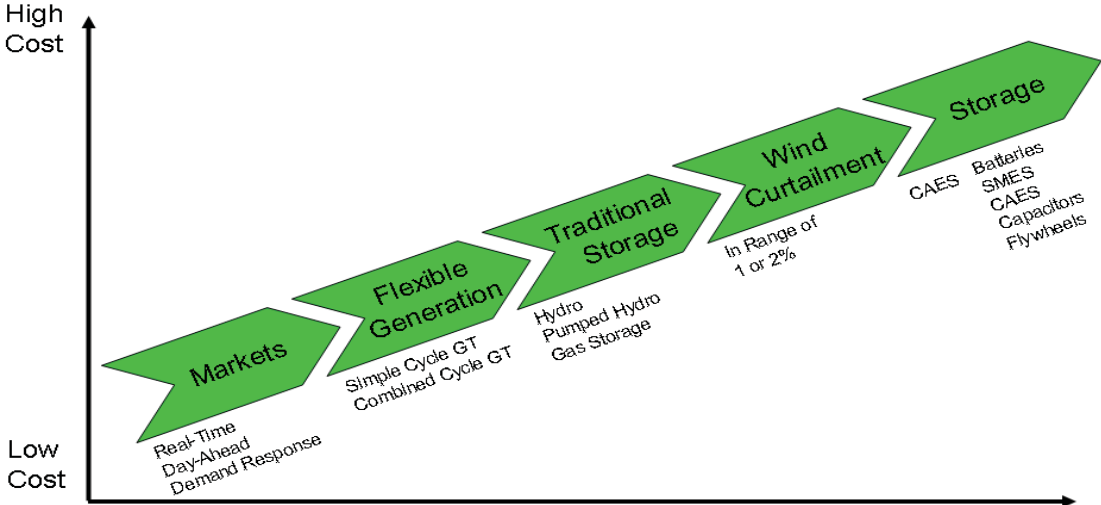 High
Cost
Storage
CAES
Batteries
SMES
CAES
Capacitors
Flywheels
Wind
Curtailment
In Range of
1 or 2%
Traditional
Storage
Hydro
Pumped Hydro
Gas Storage
Flexible
Generation
Simple Cycle GT
Combined Cycle GT
Markets
Real-Time
Day-Ahead
Demand Response
Low
Cost